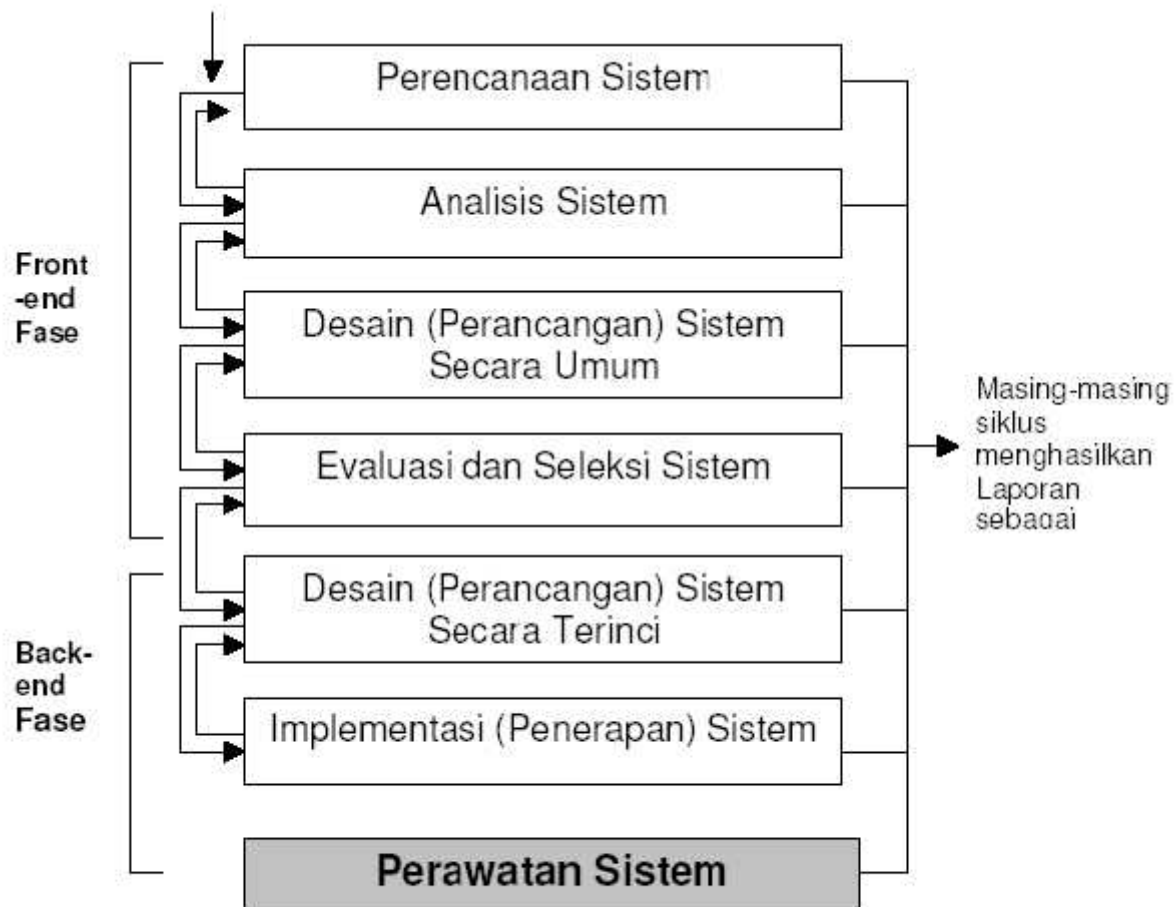 Perencanaan Sistem
Analisis Sistem
Front
-end
Fase
Desain (Perancangan) Sistem
Secara Umum
Evaluasi dan Seleksi Sistem
Masing-masing
siklus
menghasilkan
Laporan
sebagai
Desain (Perancangan) Sistem
Secara Terinci
Back-
end
Fase
Implementasi (Penerapan) Sistem
Perawatan Sistem